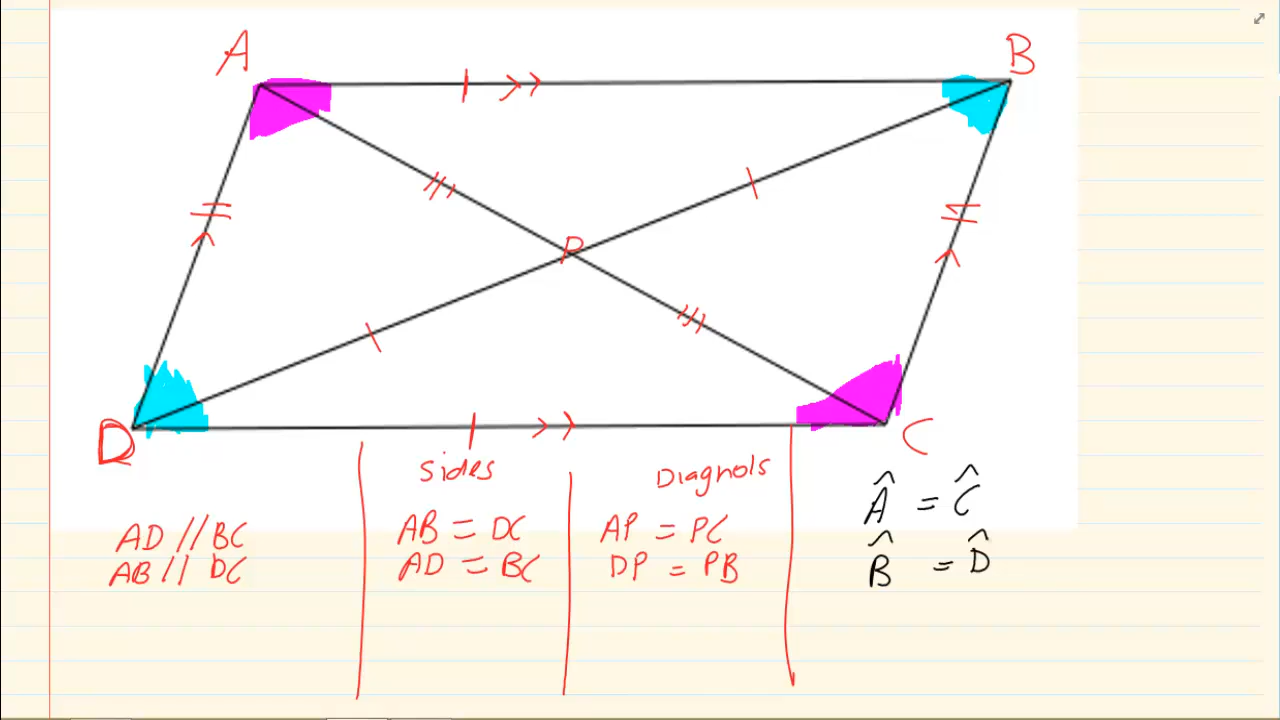 A
B
P
D
C
Sides
Diagnols
AD // BC
AB // DC
AB = DC
AD = BC
AP = PC
DP = PB
Â = Ĉ
B̂ = D̂